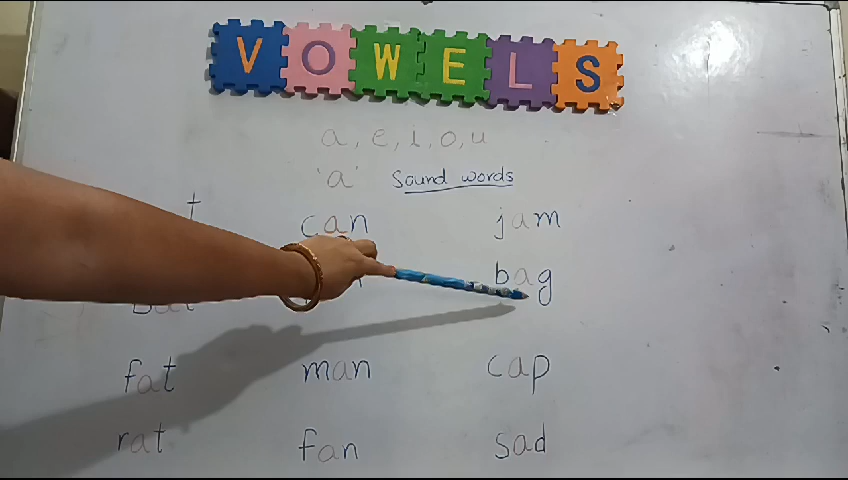 VOWELS
a, e, i, o, u
'a' Sound words
can jam
bag
fat man cap
rat fan sad